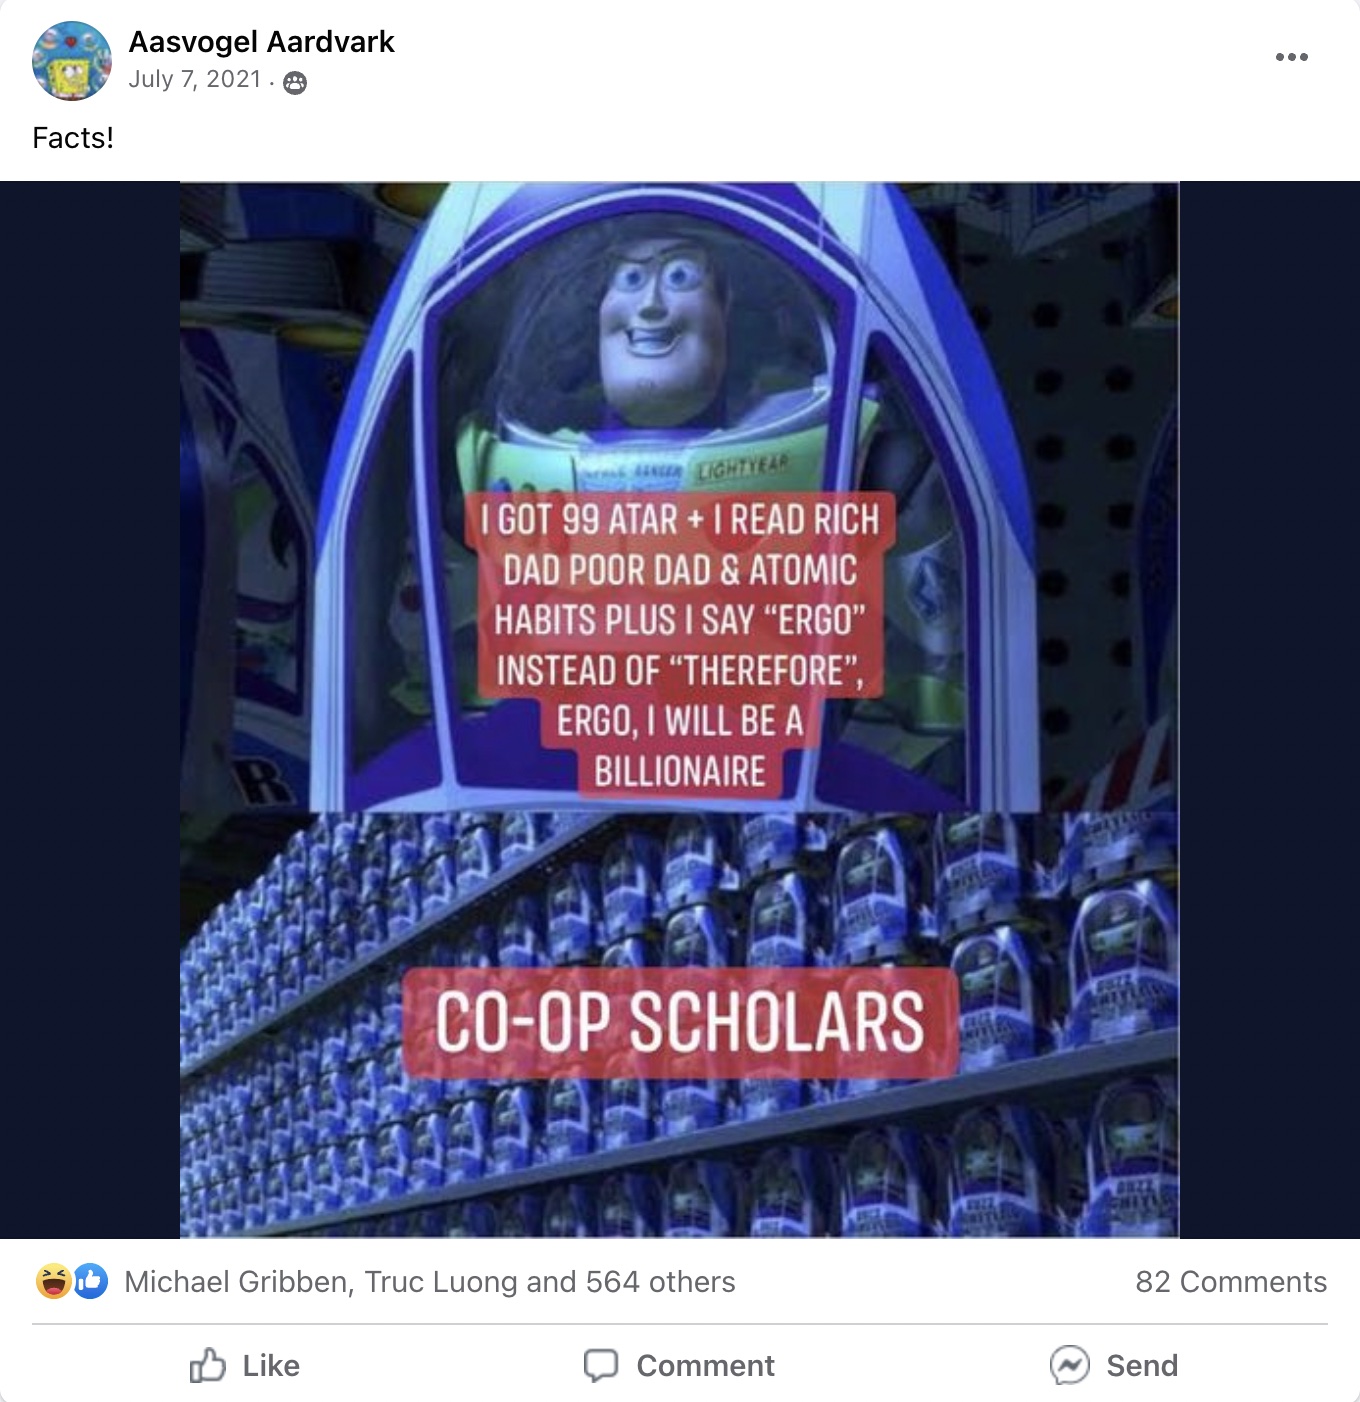 Aasvogel Aardvark
July 7, 2021 ·
Facts!
SPACE RANGER LIGHTYEAR
I GOT 99 ATAR + I READ RICH
DAD POOR DAD & ATOMIC
HABITS PLUS I SAY “ERGO”
INSTEAD OF “THEREFORE”,
ERGO, I WILL BE A
BILLIONAIRE
R
CO-OP SCHOLARS
Michael Gribben, Truc Luong and 564 others
82 Comments
Like
Comment
Send